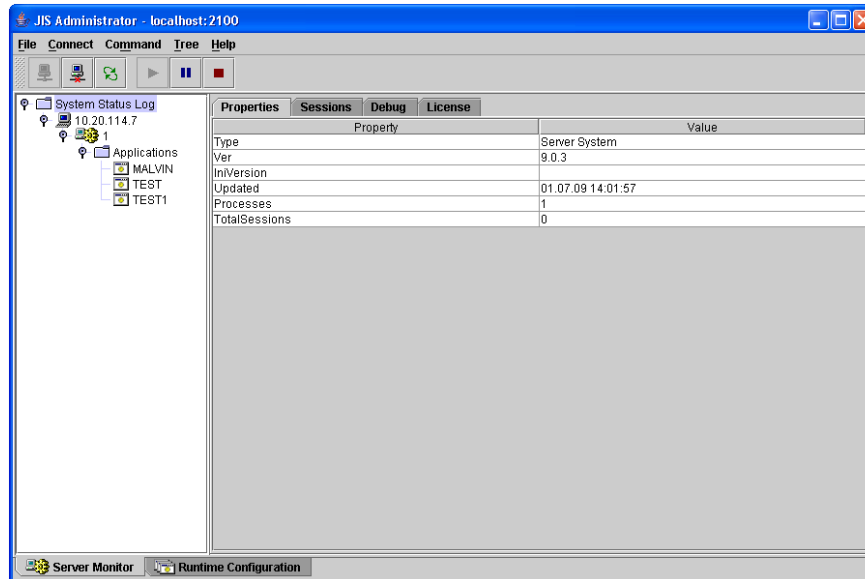 JIS Administrator - localhost:2100
File Connect Command Tree Help
System Status Log
10.20.114.7
1
Applications
MALVIN
TEST
TEST1
Properties Sessions Debug License
Property Value
Type Server System
Ver 9.0.3
IniVersion
Updated 01.07.09 14:01:57
Processes 1
TotalSessions 0
Server Monitor Runtime Configuration